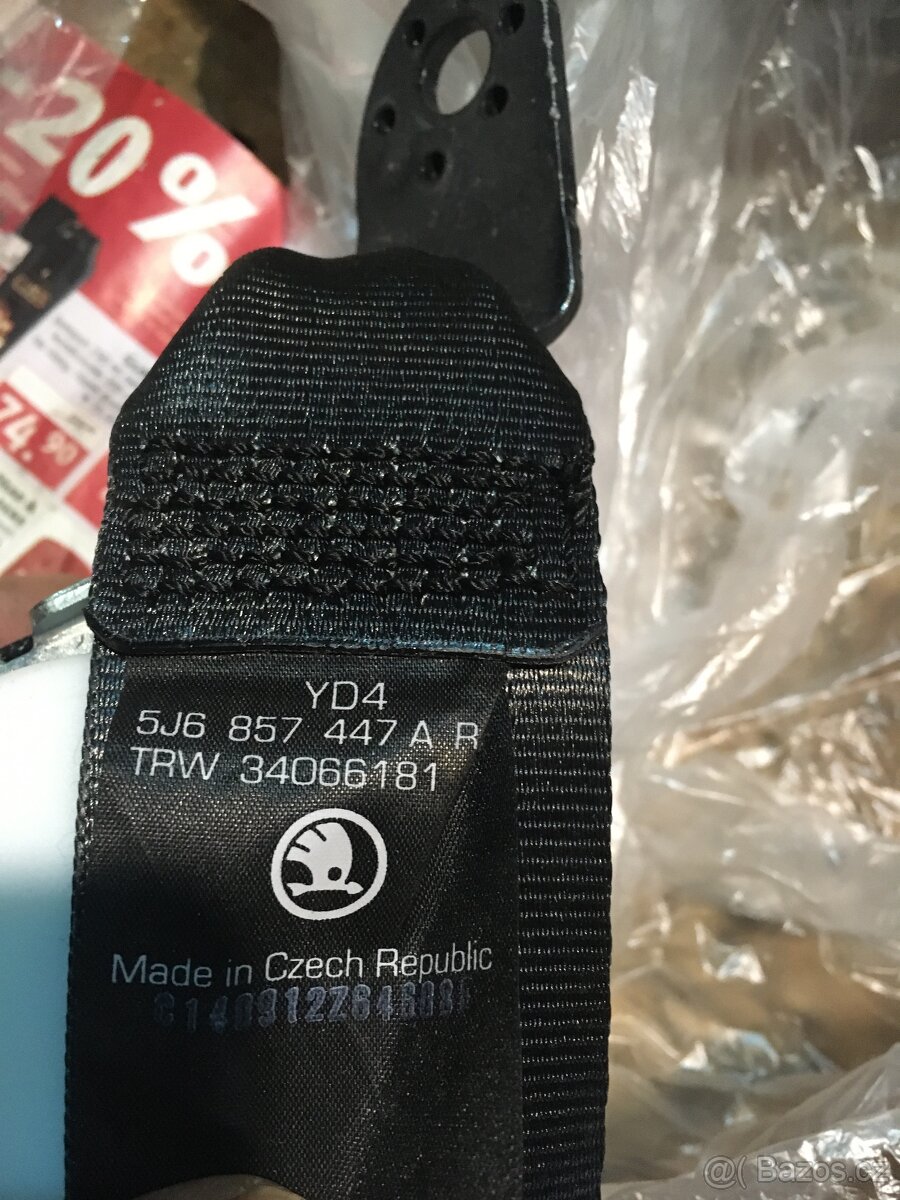 20%
74.90
YD4
5J6 857 447 A R
TRW 34066181
Made in Czech Republic
@( Bazos.cz